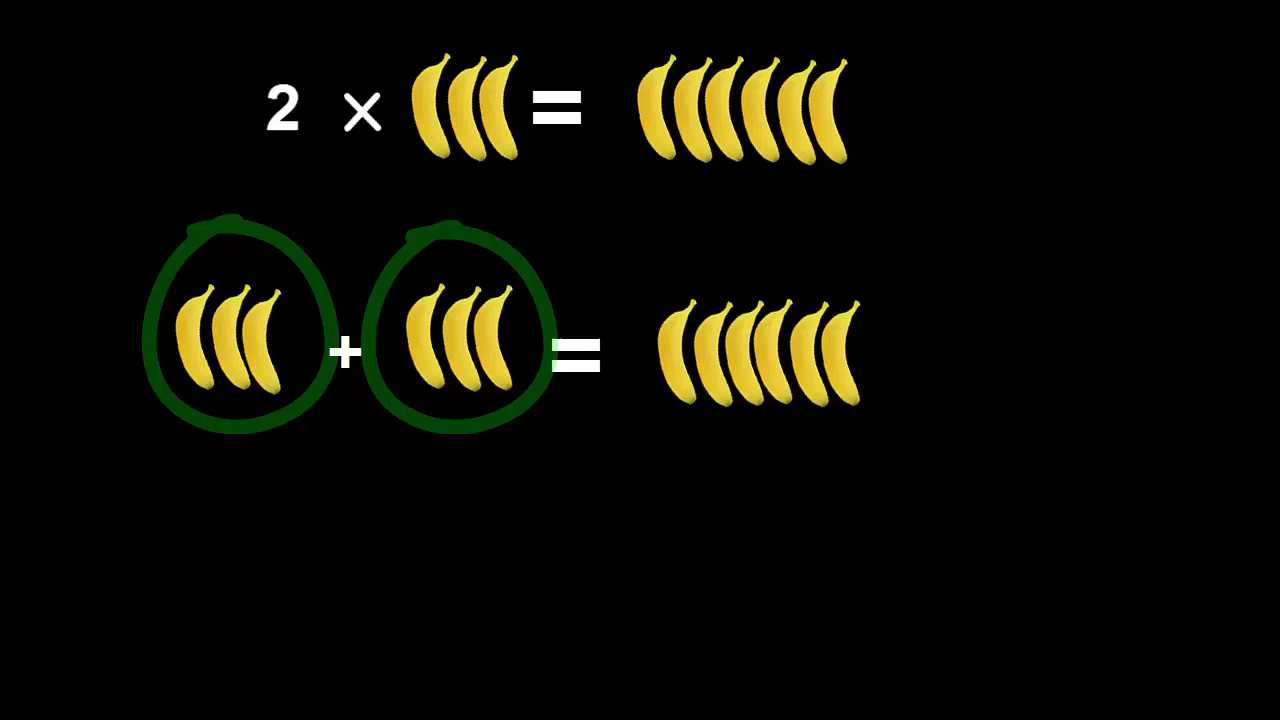 2 × =
+ =